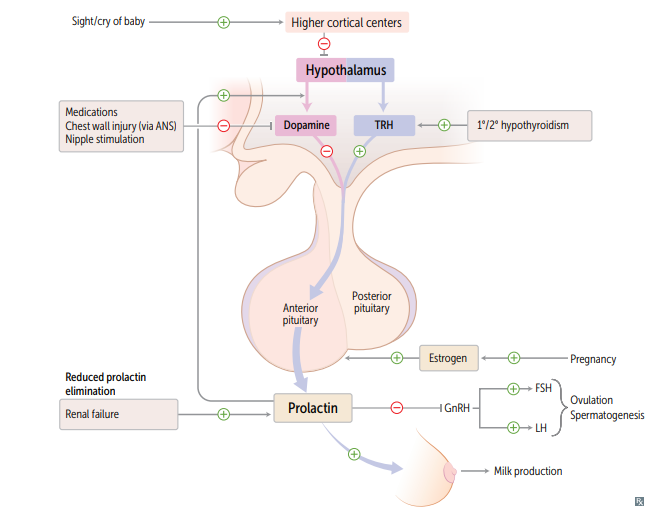 Sight/cry of baby
Higher cortical centers
Hypothalamus
Medications
Chest wall injury (via ANS)
Nipple stimulation
Dopamine
TRH
1°/2° hypothyroidism
Anterior
pituitary
Posterior
pituitary
Estrogen
Pregnancy
Reduced prolactin
elimination
Renal failure
Prolactin
GnRH
FSH
LH
Ovulation
Spermatogenesis
Milk production